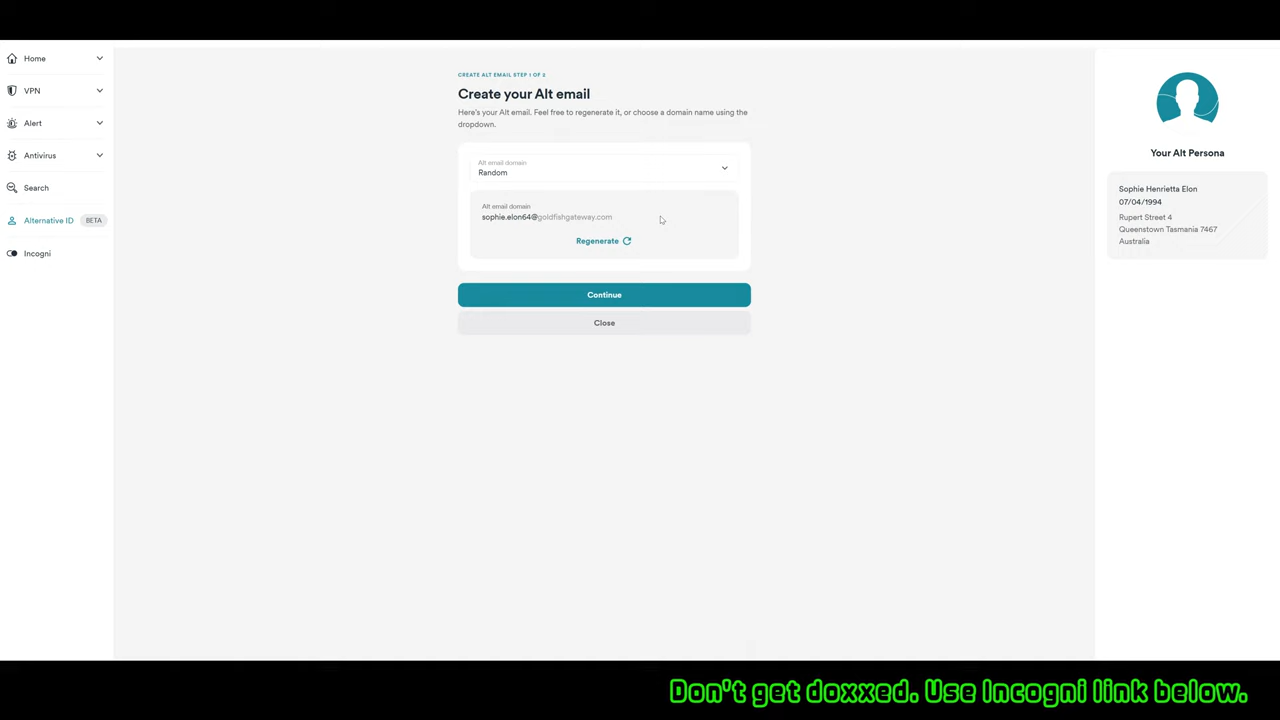 Home
VPN
Alert
Antivirus
Search
Alternative ID BETA
Incogni
CREATE ALT EMAIL STEP 1 OF 2
Create your Alt email
Here's your Alt email. Feel free to regenerate it, or choose a domain name using the
dropdown.
Alt email domain
Random
Alt email domain
sophie.elon64@goldfishgateway.com
Regenerate
Continue
Close
Your Alt Persona
Sophie Henrietta Elon
07/04/1994
Rupert Street 4
Queenstown Tasmania 7467
Australia
Don't get doxxed. Use Incogni link below.